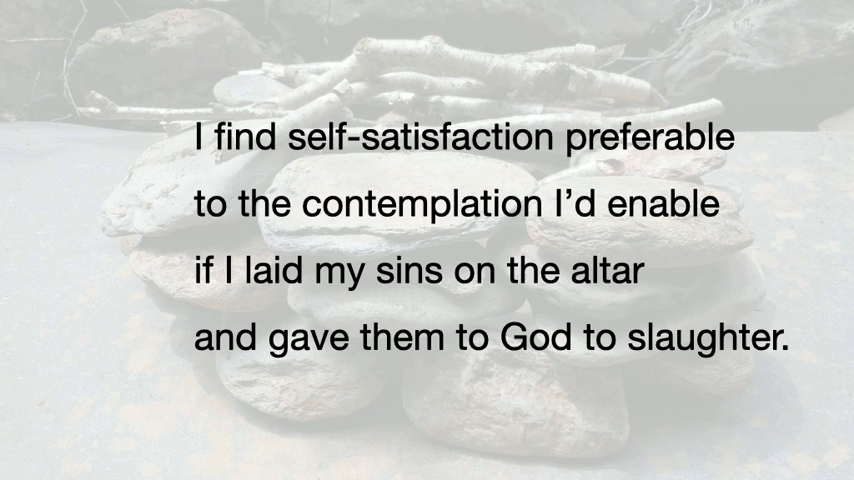 I find self-satisfaction preferable
to the contemplation I’d enable
if I laid my sins on the altar
and gave them to God to slaughter.